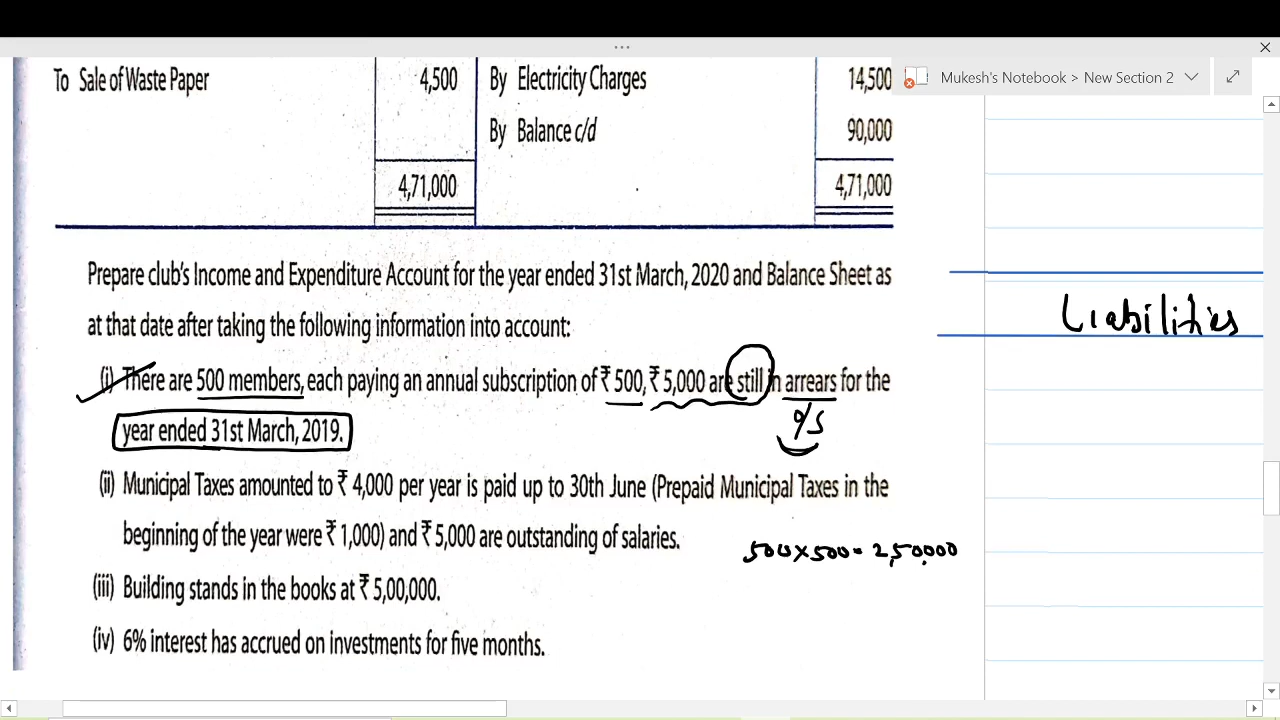 Mukesh's Notebook > New Section 2
To Sale of Waste Paper 4,500 By Electricity Charges 14,500
By Balance c/d 90,000
4,71,000 4,71,000
Prepare club's Income and Expenditure Account for the year ended 31st March, 2020 and Balance Sheet as
at that date after taking the following information into account:
Liabilities
(i) There are 500 members, each paying an annual subscription of ₹ 500, ₹ 5,000 are still in arrears for the
o/s
year ended 31st March, 2019.
(ii) Municipal Taxes amounted to ₹ 4,000 per year is paid up to 30th June (Prepaid Municipal Taxes in the
beginning of the year were ₹ 1,000) and ₹ 5,000 are outstanding of salaries.
500×500= 2,50,000
(iii) Building stands in the books at ₹ 5,00,000.
(iv) 6% interest has accrued on investments for five months.